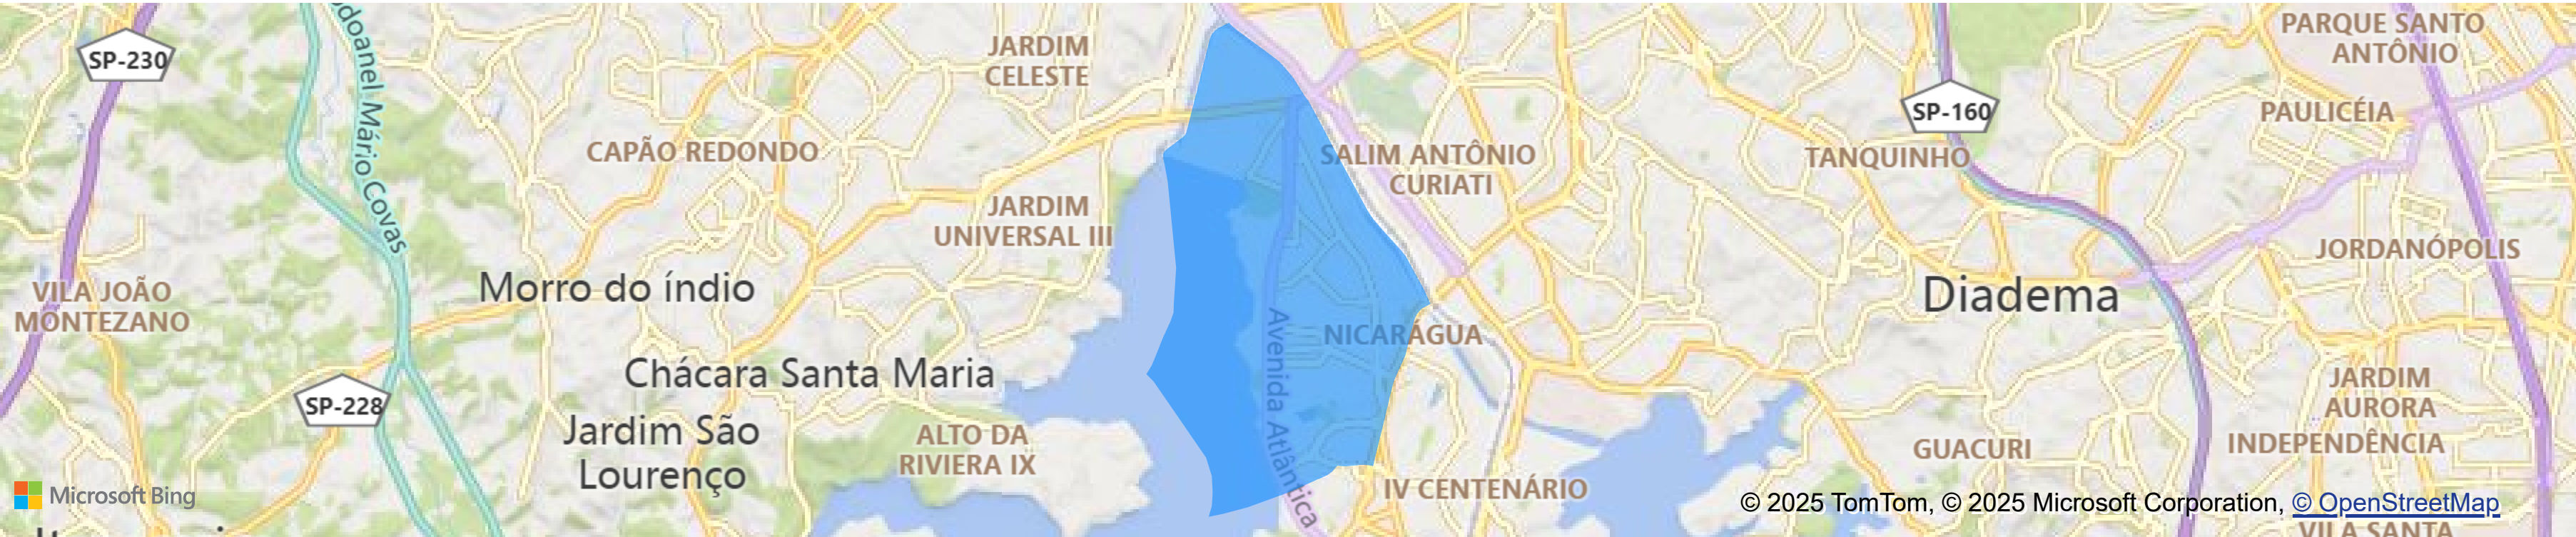 PARQUE SANTO
ANTÔNIO
JARDIM
CELESTE
SP-230
doanel Mário Covas
SP-160
PAULICÉIA
CAPÃO REDONDO
SALIM ANTÔNIO
CURIATI
TANQUINHO
JARDIM
UNIVERSAL III
JORDANÓPOLIS
Morro do índio
VILA JOÃO
MONTEZANO
Diadema
NICARÁGUA
Avenida Atlântica
Chácara Santa Maria
JARDIM
AURORA
SP-228
Jardim São
Lourenço
ALTO DA
RIVIERA IX
GUACURI
INDEPENDÊNCIA
IV CENTENÁRIO
Microsoft Bing
© 2025 TomTom, © 2025 Microsoft Corporation, © OpenStreetMap
VILA SANTA